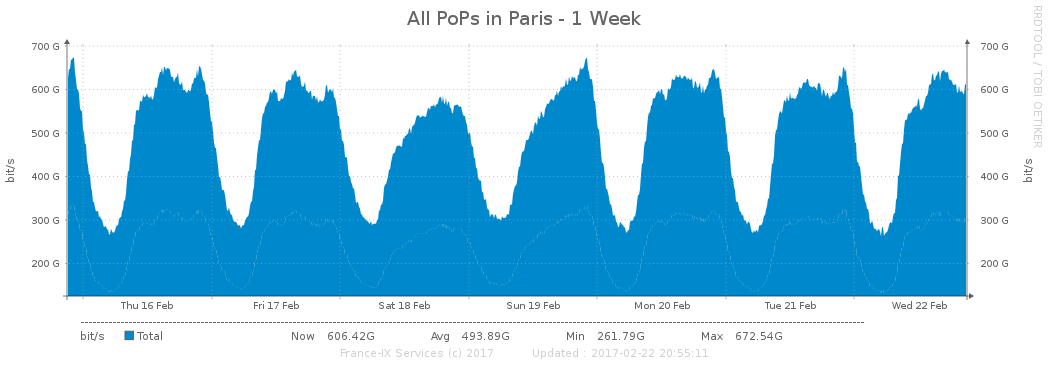 All PoPs in Paris - 1 Week
RRDTOOL / TOBI OETIKER
700 G 700 G
600 G 600 G
500 G 500 G
400 G 400 G
300 G 300 G
200 G 200 G
bit/s bit/s
Thu 16 Feb Fri 17 Feb Sat 18 Feb Sun 19 Feb Mon 20 Feb Tue 21 Feb Wed 22 Feb
bit/s Total Now 606.42G Avg 493.89G Min 261.79G Max 672.54G
France-IX Services (c) 2017 Updated : 2017-02-22 20:55:11